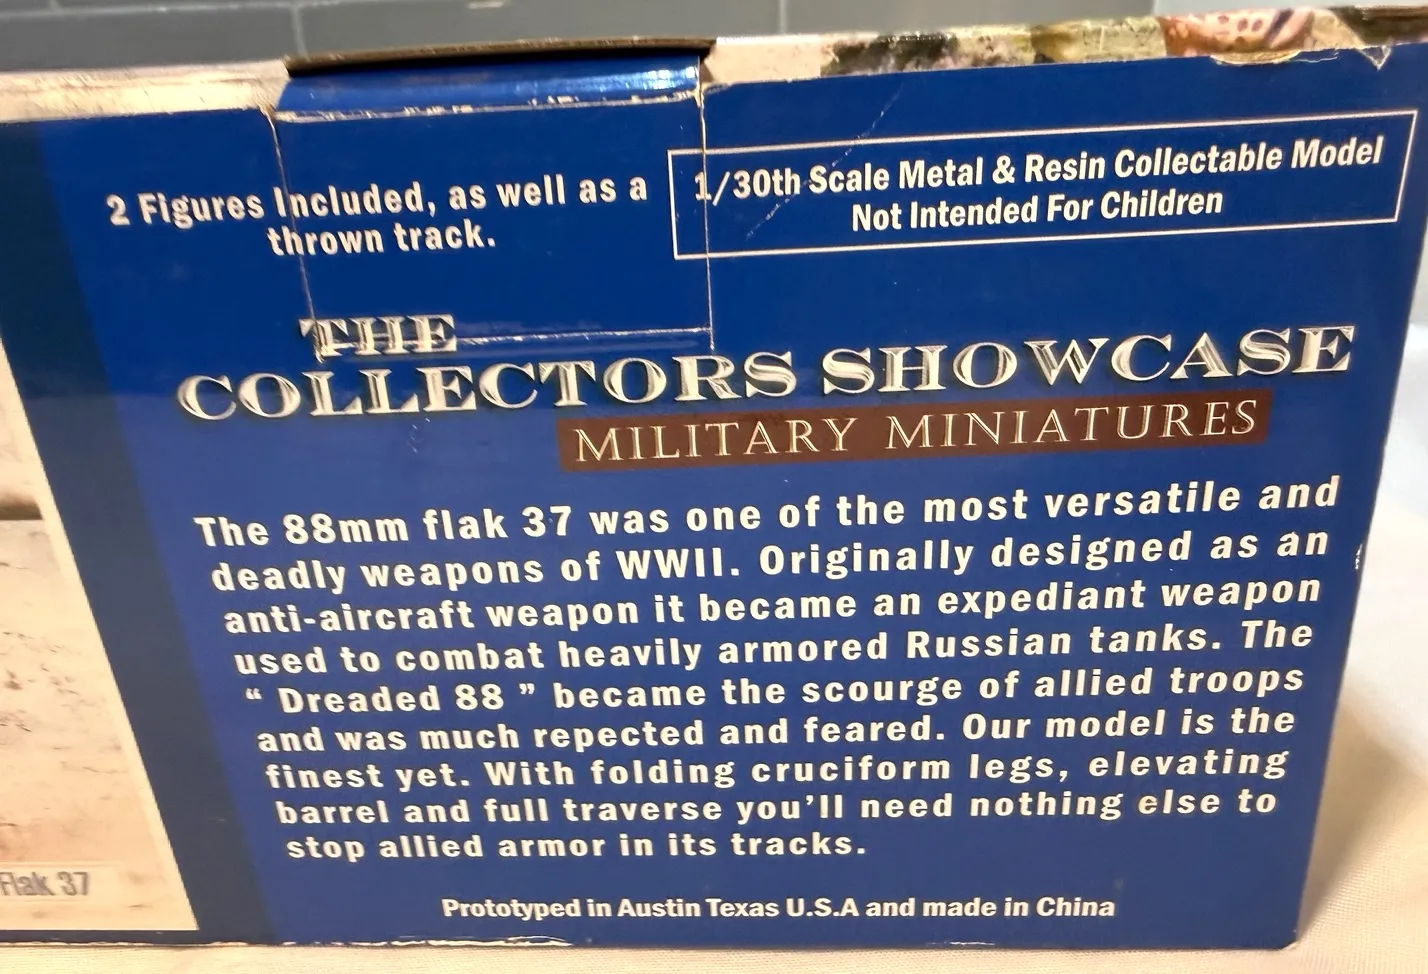 2 Figures Included, as well as a
thrown track.
1/30th Scale Metal & Resin Collectable Model
Not Intended For Children
THE
COLLECTORS SHOWCASE
MILITARY MINIATURES
The 88mm flak 37 was one of the most versatile and
deadly weapons of WWII. Originally designed as an
anti-aircraft weapon it became an expediant weapon
used to combat heavily armored Russian tanks. The
“ Dreaded 88 ” became the scourge of allied troops
and was much repected and feared. Our model is the
finest yet. With folding cruciform legs, elevating
barrel and full traverse you’ll need nothing else to
stop allied armor in its tracks.
Flak 37
Prototyped in Austin Texas U.S.A and made in China